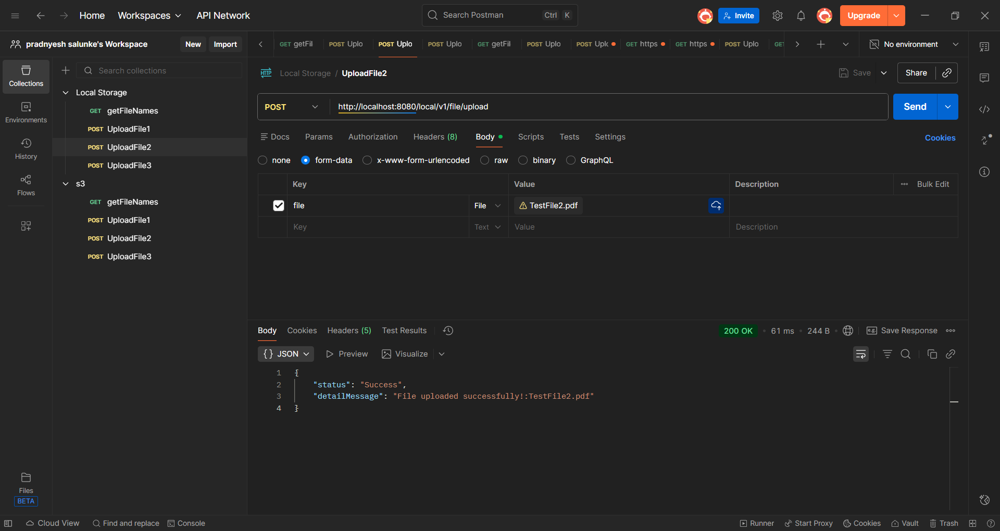 Home
Workspaces
API Network
Search Postman
Ctrl K
Invite
Upgrade
pradnyesh salunke's Workspace
New
Import
GET getFil
POST Uplo
POST Uplo
POST Uplo
GET getFil
POST Uplo
POST Uplo
GET https
GET https
POST Uplo
GET
No environment
Collections
Environments
History
Flows
Files
BETA
Search collections
Local Storage
GET getFileNames
POST UploadFile1
POST UploadFile2
POST UploadFile3
s3
GET getFileNames
POST UploadFile1
POST UploadFile2
POST UploadFile3
HTTP Local Storage / UploadFile2
Save
Share
POST http://localhost:8080/local/v1/file/upload
Send
Docs Params Authorization Headers (8) Body Scripts Tests Settings
Cookies
none form-data x-www-form-urlencoded raw binary GraphQL
Key Value Description Bulk Edit
file File TestFile2.pdf
Key Text Value Description
Body Cookies Headers (5) Test Results
200 OK 61 ms 244 B e.g. Save Response
{} JSON Preview Visualize
1 {
2 "status": "Success",
3 "detailMessage": "File uploaded successfully!:TestFile2.pdf"
4 }
Cloud View Find and replace Console
Runner Start Proxy Cookies Vault Trash